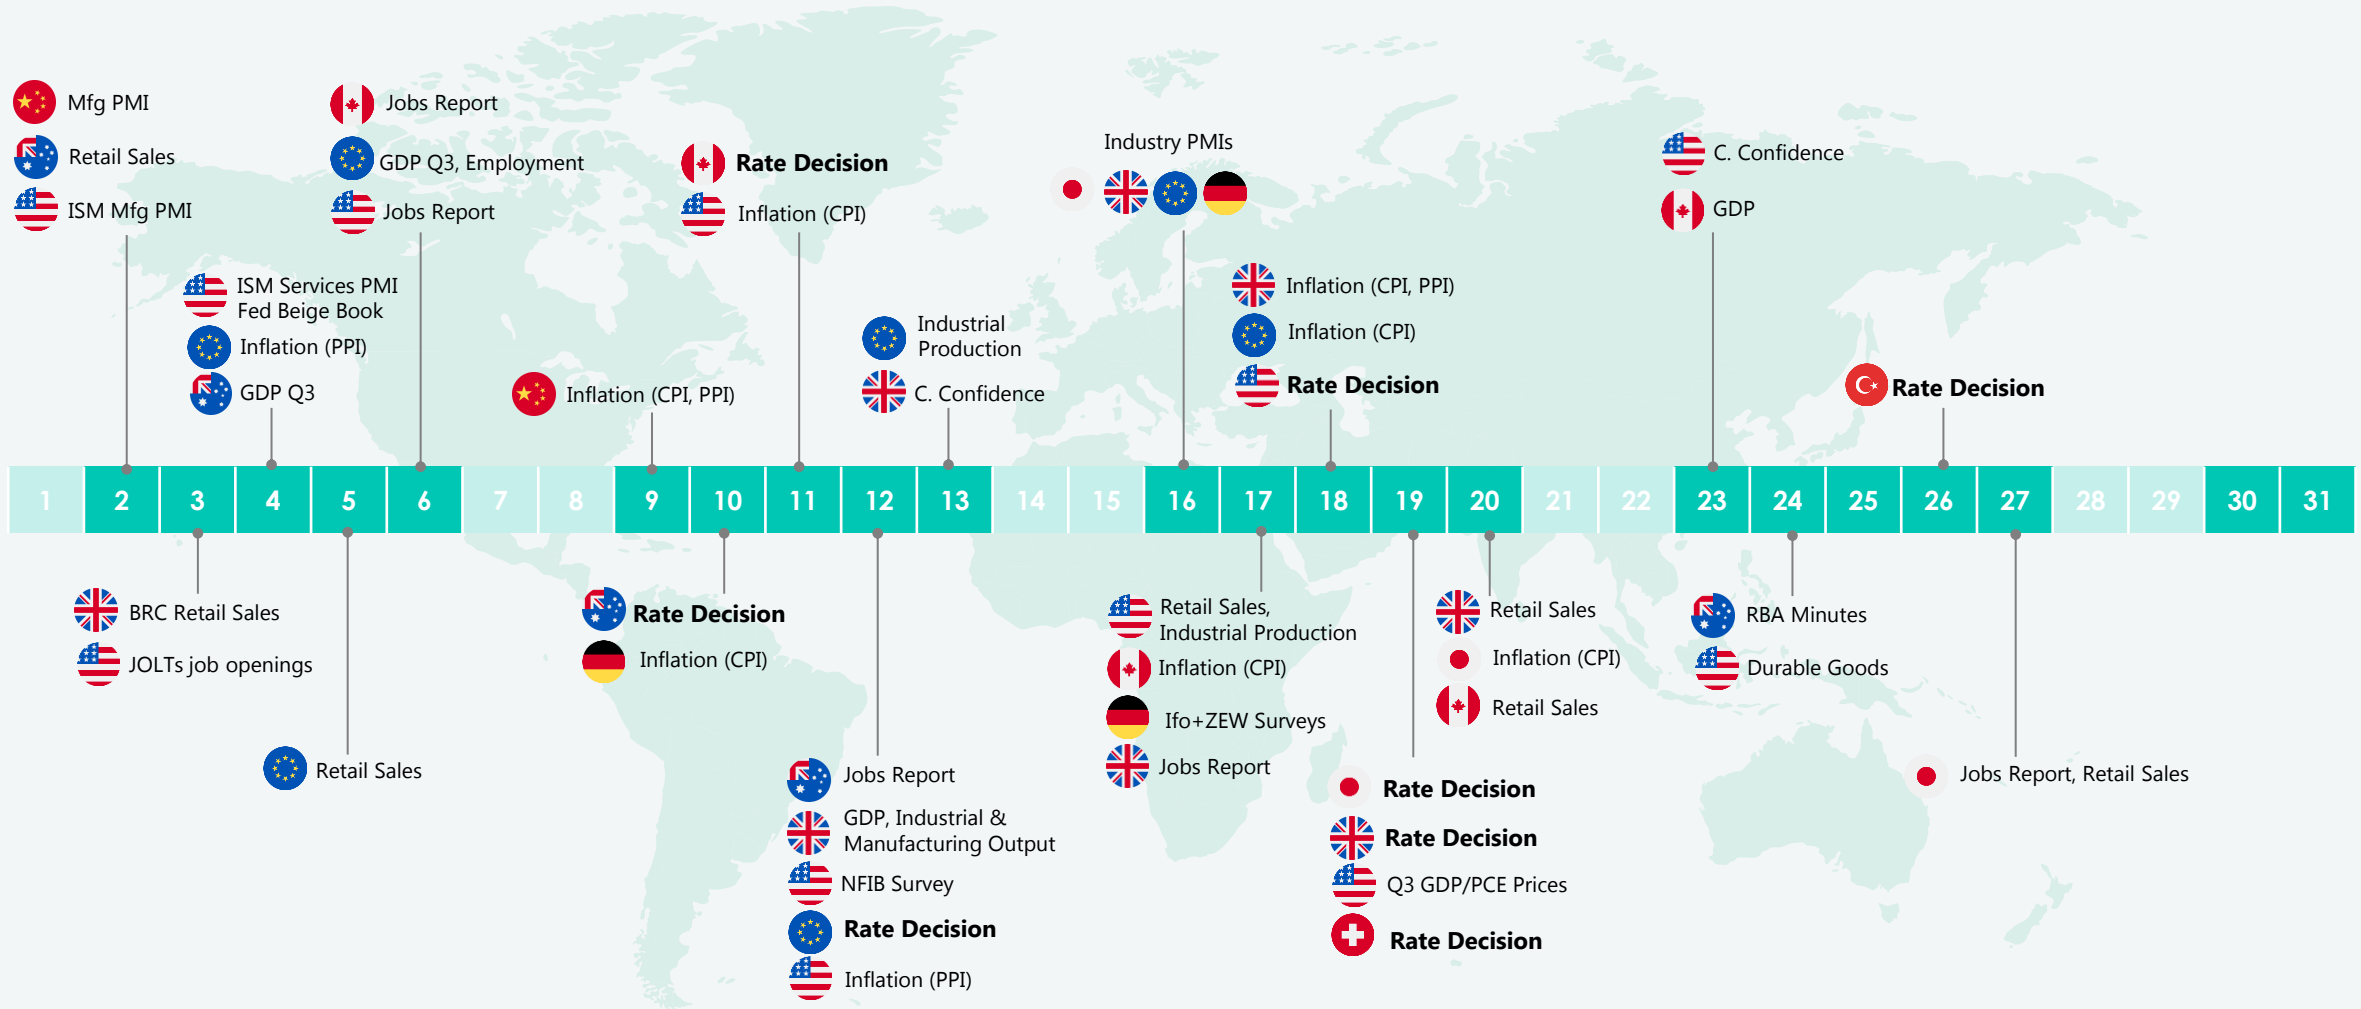 Mfg PMI
Retail Sales
ISM Mfg PMI
Jobs Report
GDP Q3, Employment
Jobs Report
Rate Decision
Inflation (CPI)
Industry PMIs
C. Confidence
GDP
ISM Services PMI
Fed Beige Book
Inflation (PPI)
GDP Q3
Inflation (CPI, PPI)
Industrial
Production
C. Confidence
Inflation (CPI, PPI)
Inflation (CPI)
Rate Decision
Rate Decision
1 2 3 4 5 6 7 8 9 10 11 12 13 14 15 16 17 18 19 20 21 22 23 24 25 26 27 28 29 30 31
BRC Retail Sales
JOLTs job openings
Retail Sales
Rate Decision
Inflation (CPI)
Jobs Report
GDP, Industrial &
Manufacturing Output
NFIB Survey
Rate Decision
Inflation (PPI)
Retail Sales,
Industrial Production
Inflation (CPI)
Ifo+ZEW Surveys
Jobs Report
Rate Decision
Rate Decision
Q3 GDP/PCE Prices
Rate Decision
Retail Sales
Inflation (CPI)
Retail Sales
RBA Minutes
Durable Goods
Jobs Report, Retail Sales